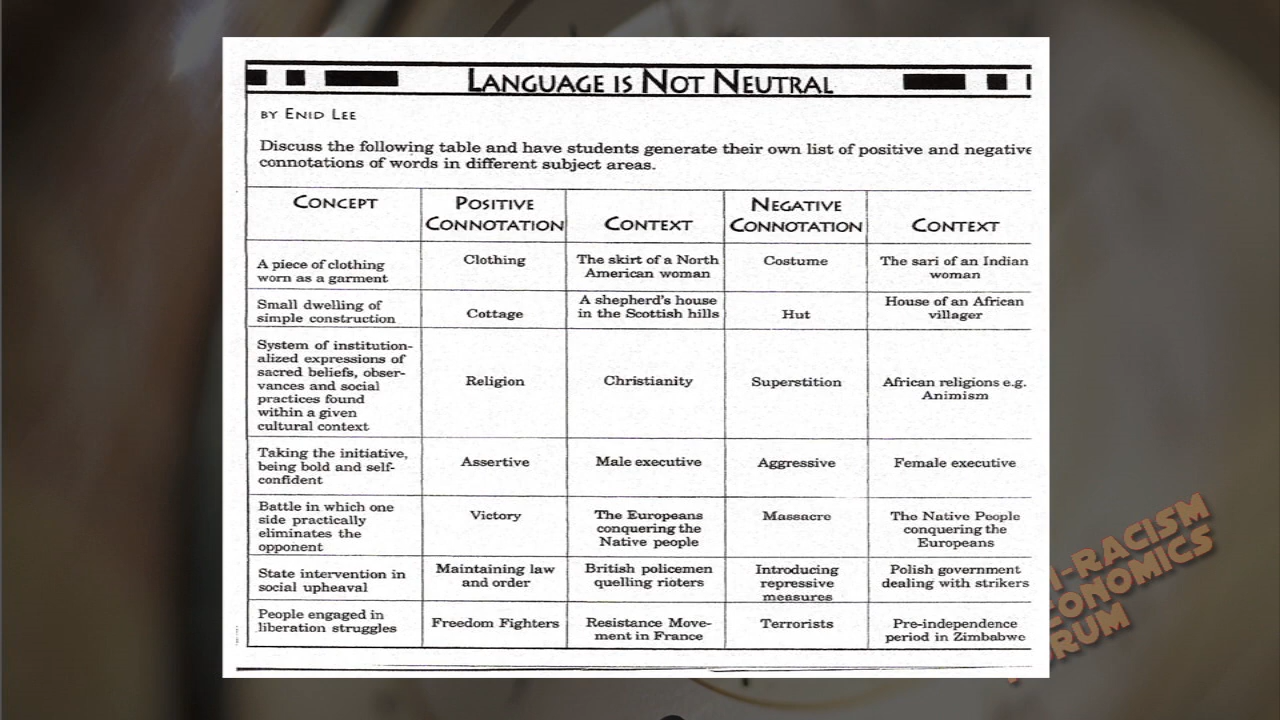 LANGUAGE IS NOT NEUTRAL
BY ENID LEE
Discuss the following table and have students generate their own list of positive and negative
connotations of words in different subject areas.
CONCEPT
POSITIVE
CONNOTATION
CONTEXT
NEGATIVE
CONNOTATION
CONTEXT
A piece of clothing
worn as a garment
Clothing
The skirt of a North
American woman
Costume
The sari of an Indian
woman
Small dwelling of
simple construction
Cottage
A shepherd's house
in the Scottish hills
Hut
House of an African
villager
System of institution-
alized expressions of
sacred beliefs, obser-
vances and social
practices found
within a given
cultural context
Religion
Christianity
Superstition
African religions e.g.
Animism
Taking the initiative,
being bold and self-
confident
Assertive
Male executive
Aggressive
Female executive
Battle in which one
side practically
eliminates the
opponent
Victory
The Europeans
conquering the
Native people
Massacre
The Native People
conquering the
Europeans
State intervention in
social upheaval
Maintaining law
and order
British policemen
quelling rioters
Introducing
repressive
measures
Polish government
dealing with strikers
People engaged in
liberation struggles
Freedom Fighters
Resistance Move-
ment in France
Terrorists
Pre-independence
period in Zimbabwe
I-RACISM
CONOMICS
RUM